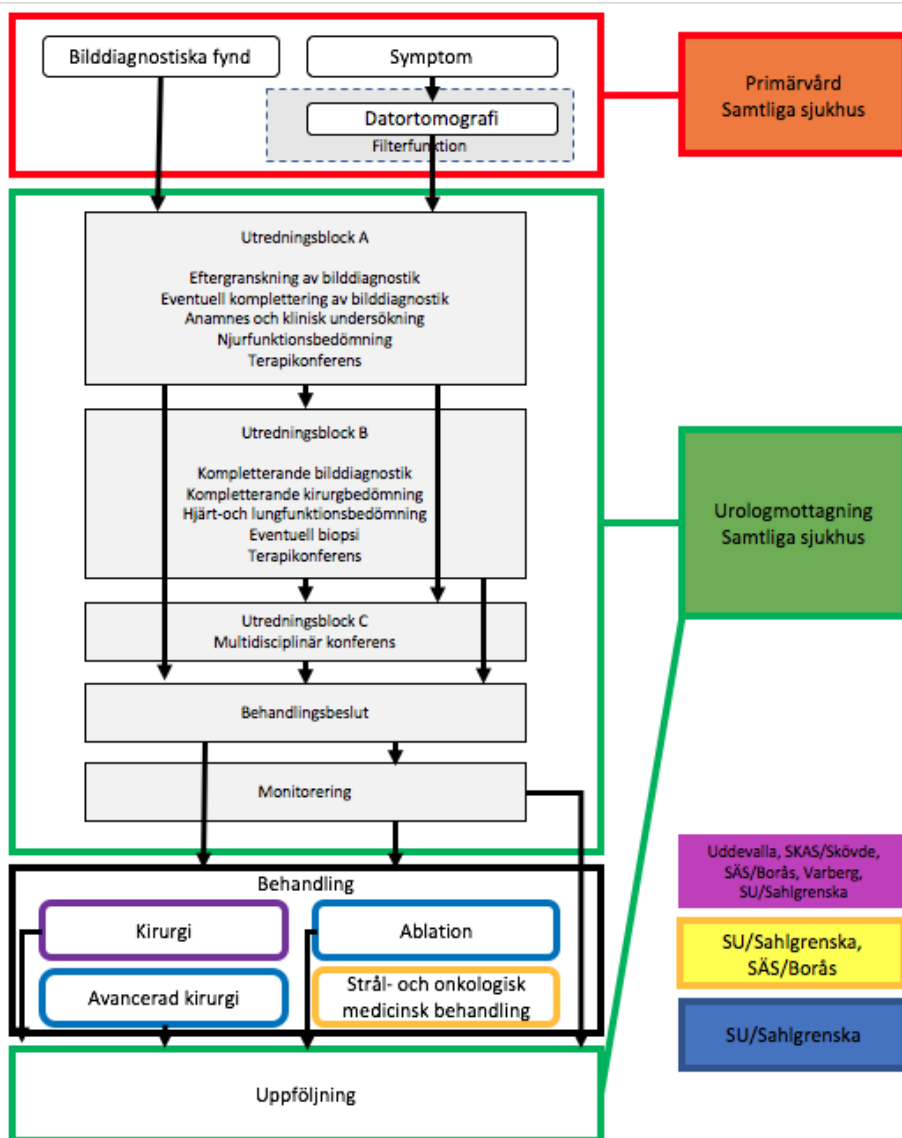 Bilddiagnostiska fynd
Symptom
Datortomografi
Filterfunktion
Primärvård
Samtliga sjukhus
Utredningsblock A
Eftergranskning av bilddiagnostik
Eventuell komplettering av bilddiagnostik
Anamnes och klinisk undersökning
Njurfunktionsbedömning
Terapikonferens
Utredningsblock B
Kompletterande bilddiagnostik
Kompletterande kirurgbedömning
Hjärt-och lungfunktionsbedömning
Eventuell biopsi
Terapikonferens
Utredningsblock C
Multidisciplinär konferens
Behandlingsbeslut
Monitorering
Urologmottagning
Samtliga sjukhus
Behandling
Kirurgi
Ablation
Avancerad kirurgi
Strål- och onkologisk
medicinsk behandling
Uppföljning
Uddevalla, SKAS/Skövde,
SÄS/Borås, Varberg,
SU/Sahlgrenska
SU/Sahlgrenska,
SÄS/Borås
SU/Sahlgrenska